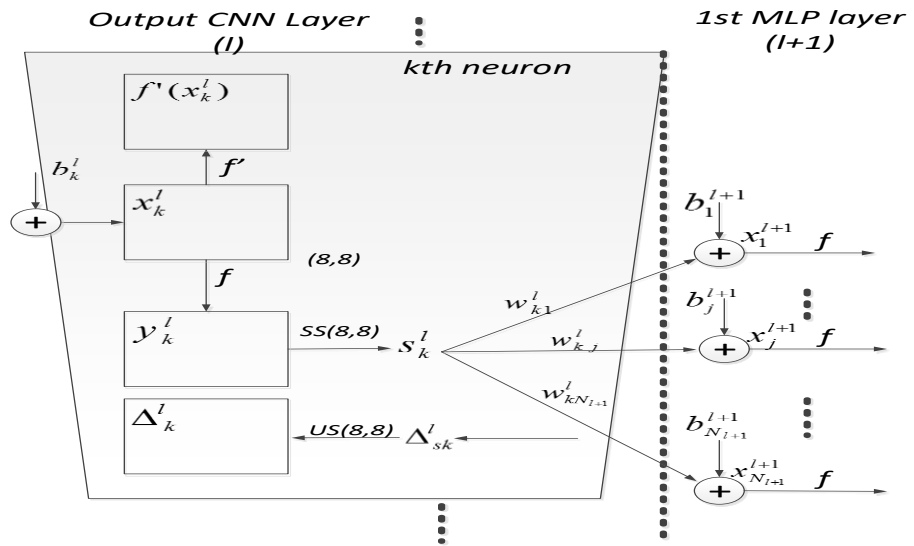 Output CNN Layer
(l)
1st MLP layer
(l+1)
kth neuron
f'(x_k^l)
f'
b_k^l
+
x_k^l
(8,8)
f
y_k^l
SS(8,8)
s_k^l
Δ_k^l
US(8,8)
Δ_{sk}^l
w_{k1}^l
w_{kj}^l
w_{kN_{l+1}}^l
b_1^{l+1}
+
x_1^{l+1}
f
b_j^{l+1}
+
x_j^{l+1}
f
b_{N_{l+1}}^{l+1}
+
x_{N_{l+1}}^{l+1}
f